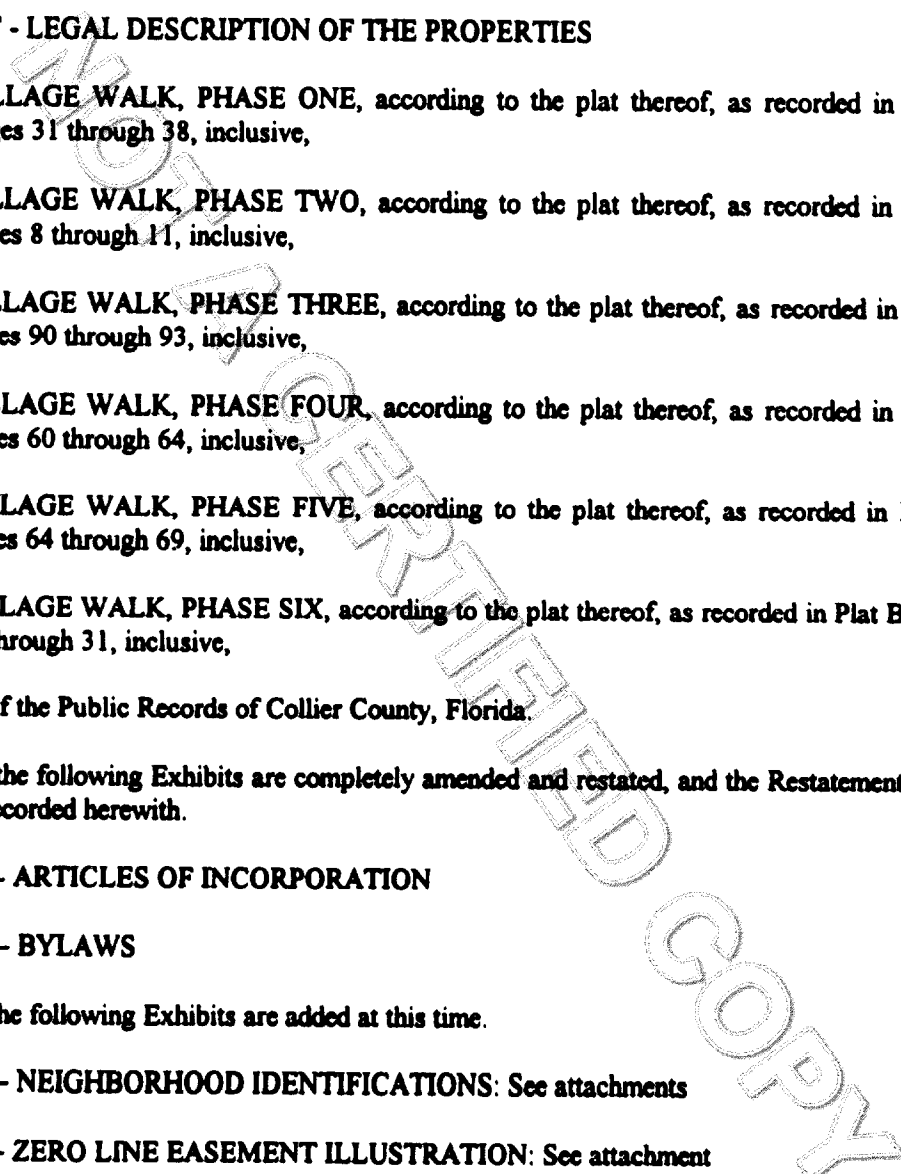 - LEGAL DESCRIPTION OF THE PROPERTIES
LLAGE WALK, PHASE ONE, according to the plat thereof, as recorded in
es 31 through 38, inclusive,
LLAGE WALK, PHASE TWO, according to the plat thereof, as recorded in
es 8 through 11, inclusive,
LLAGE WALK, PHASE THREE, according to the plat thereof, as recorded in
es 90 through 93, inclusive,
LAGE WALK, PHASE FOUR, according to the plat thereof, as recorded in
es 60 through 64, inclusive,
LAGE WALK, PHASE FIVE, according to the plat thereof, as recorded in
es 64 through 69, inclusive,
LAGE WALK, PHASE SIX, according to the plat thereof, as recorded in Plat B
hrough 31, inclusive,
f the Public Records of Collier County, Florida.
the following Exhibits are completely amended and restated, and the Restatement
corded herewith.
- ARTICLES OF INCORPORATION
- BYLAWS
he following Exhibits are added at this time.
- NEIGHBORHOOD IDENTIFICATIONS: See attachments
- ZERO LINE EASEMENT ILLUSTRATION: See attachment
NOT A CERTIFIED COPY